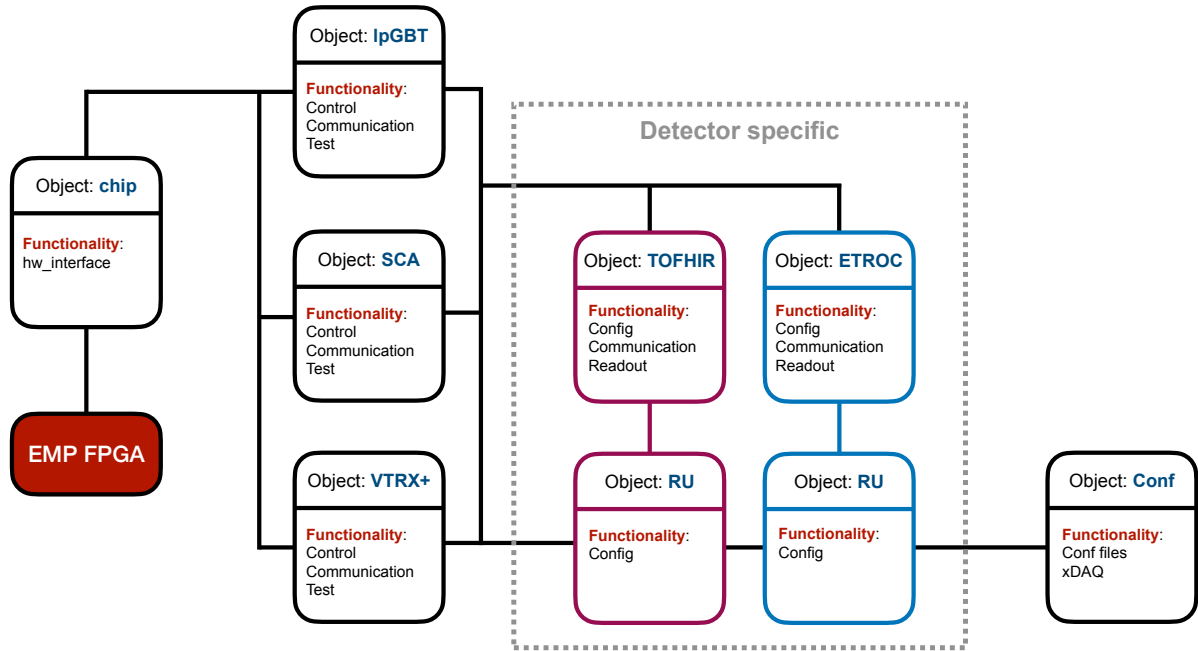 Object: lpGBT
Functionality:
Control
Communication
Test
Detector specific
Object: chip
Functionality:
hw_interface
Object: SCA
Functionality:
Control
Communication
Test
Object: TOFHIR
Functionality:
Config
Communication
Readout
Object: ETROC
Functionality:
Config
Communication
Readout
EMP FPGA
Object: VTRX+
Functionality:
Control
Communication
Test
Object: RU
Functionality:
Config
Object: RU
Functionality:
Config
Object: Conf
Functionality:
Conf files
xDAQ